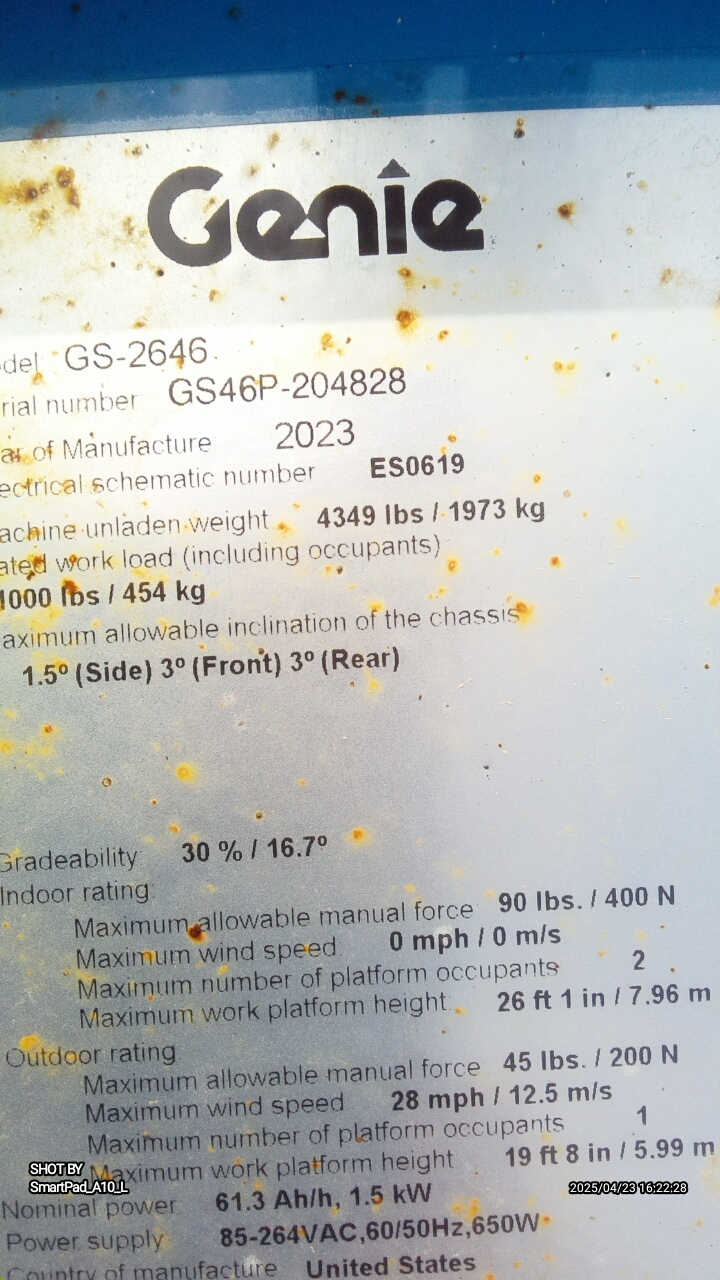 Genie
del GS-2646
rial number GS46P-204828
ar of Manufacture 2023
ectrical schematic number ES0619
achine unladen weight 4349 lbs / 1973 kg
ated work load (including occupants)
1000 lbs / 454 kg
aximum allowable inclination of the chassis
1.5º (Side) 3º (Front) 3º (Rear)
Gradeability: 30 % / 16.7º
Indoor rating:
Maximum allowable manual force 90 lbs. / 400 N
Maximum wind speed 0 mph / 0 m/s
Maximum number of platform occupants 2
Maximum work platform height: 26 ft 1 in / 7.96 m
Outdoor rating:
Maximum allowable manual force 45 lbs. / 200 N
Maximum wind speed 28 mph / 12.5 m/s
Maximum number of platform occupants 1
Maximum work platform height 19 ft 8 in / 5.99 m
Nominal power 61.3 Ah/h, 1.5 kW
Power supply 85-264VAC,60/50Hz,650W
Country of manufacture United States
SHOT BY
SmartPad_A10_L
2025/04/23 16:22:28